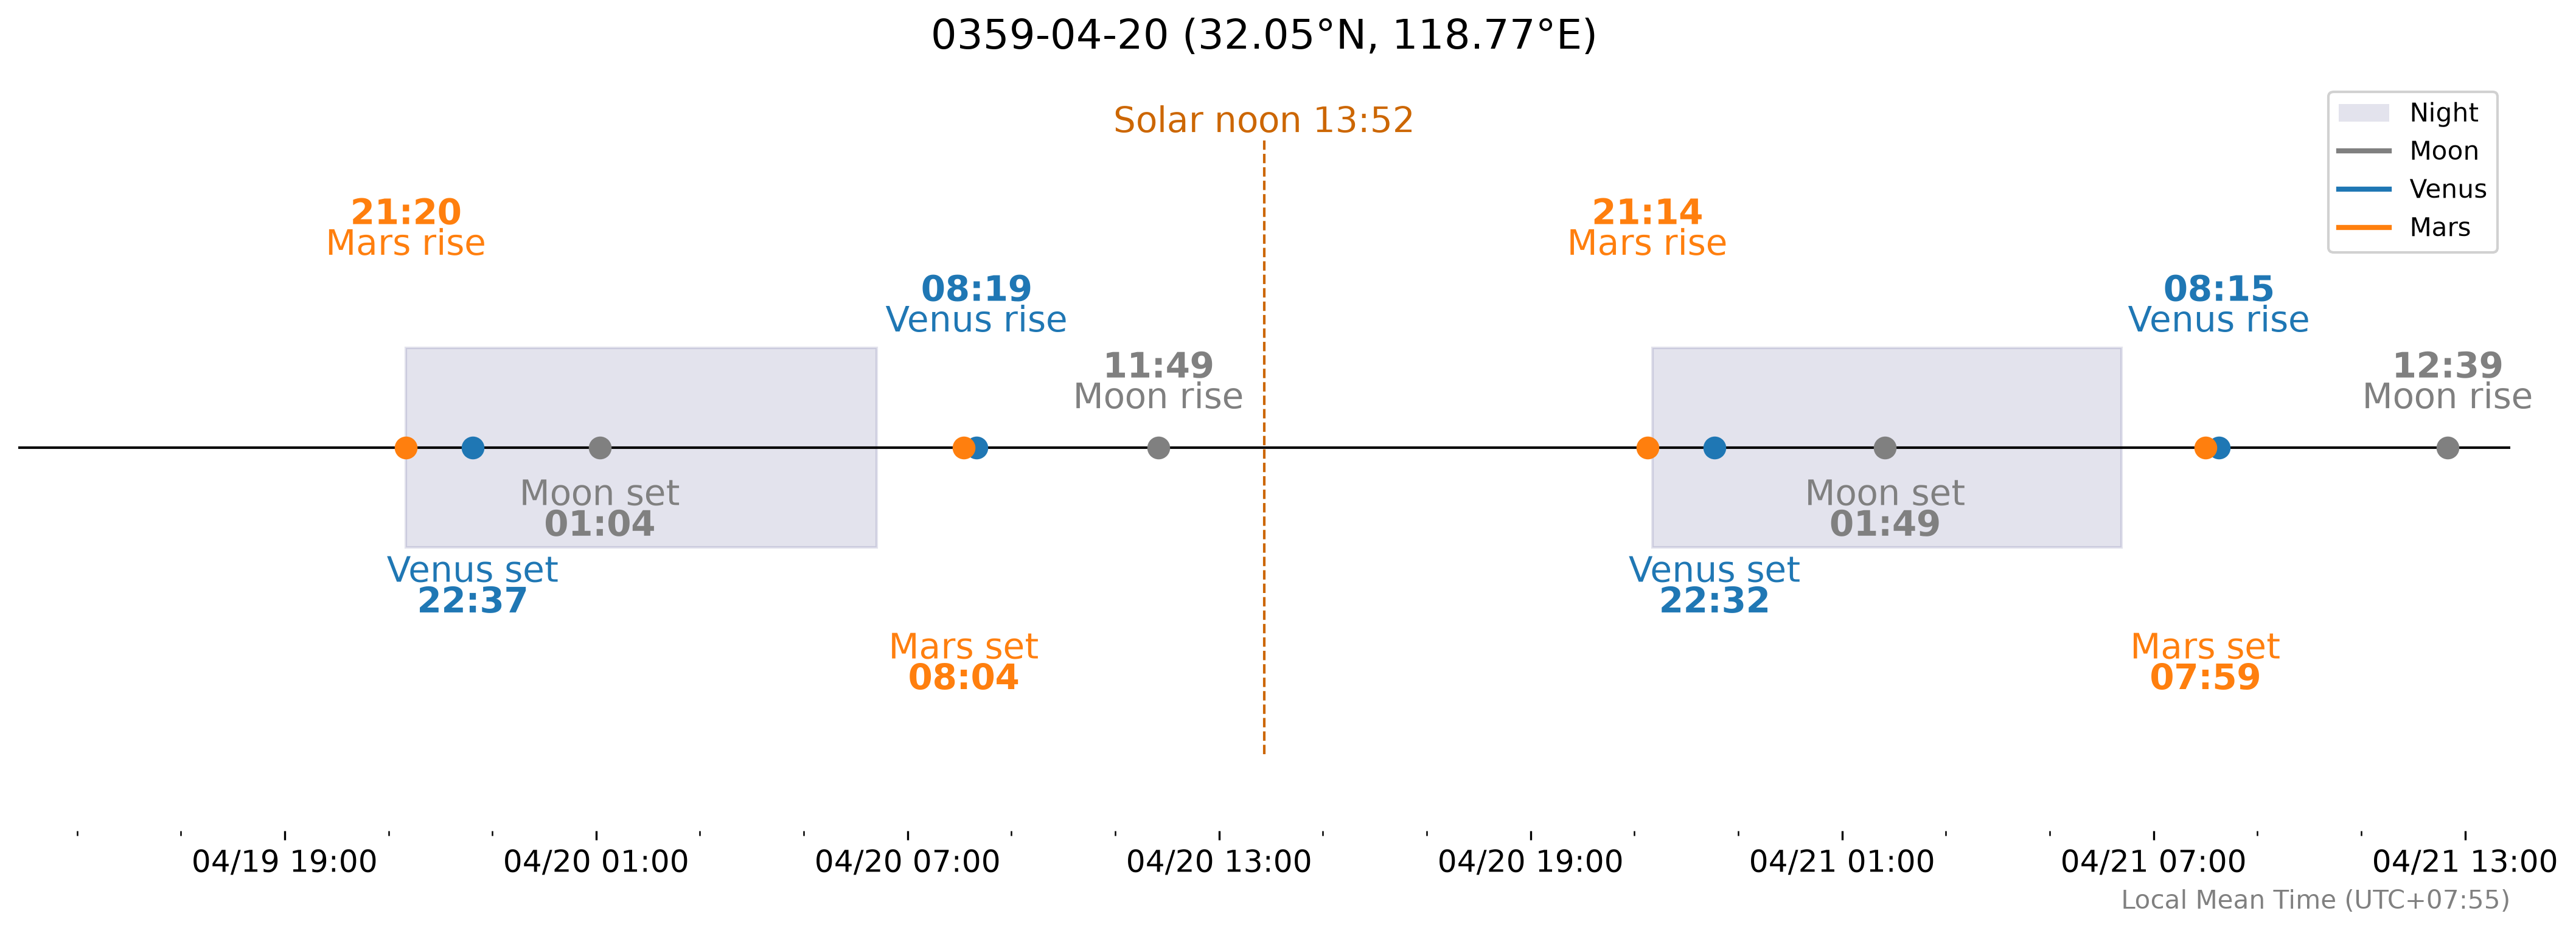 0359-04-20 (32.05°N, 118.77°E)
Solar noon 13:52
Night
Moon
Venus
Mars
21:20
Mars rise
21:14
Mars rise
08:19
Venus rise
08:15
Venus rise
11:49
Moon rise
12:39
Moon rise
Moon set
01:04
Moon set
01:49
Venus set
22:37
Venus set
22:32
Mars set
08:04
Mars set
07:59
04/19 19:00
04/20 01:00
04/20 07:00
04/20 13:00
04/20 19:00
04/21 01:00
04/21 07:00
04/21 13:00
Local Mean Time (UTC+07:55)